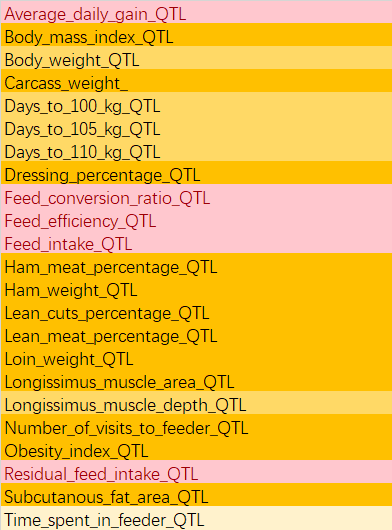 Average_daily_gain_QTL
Body_mass_index_QTL
Body_weight_QTL
Carcass_weight_
Days_to_100_kg_QTL
Days_to_105_kg_QTL
Days_to_110_kg_QTL
Dressing_percentage_QTL
Feed_conversion_ratio_QTL
Feed_efficiency_QTL
Feed_intake_QTL
Ham_meat_percentage_QTL
Ham_weight_QTL
Lean_cuts_percentage_QTL
Lean_meat_percentage_QTL
Loin_weight_QTL
Longissimus_muscle_area_QTL
Longissimus_muscle_depth_QTL
Number_of_visits_to_feeder_QTL
Obesity_index_QTL
Residual_feed_intake_QTL
Subcutanous_fat_area_QTL
Time_spent_in_feeder_QTL